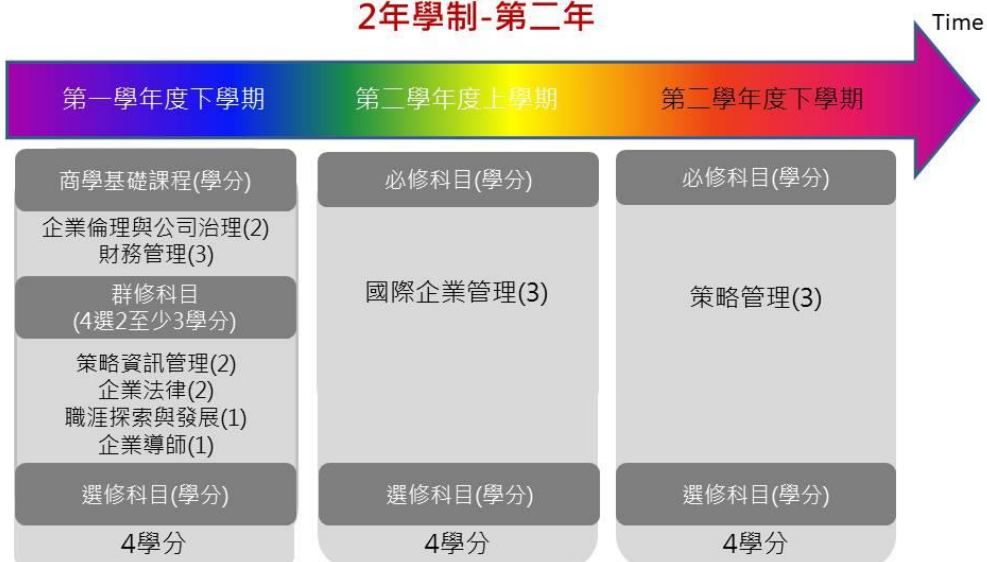 2年學制-第二年
Time
第一學年度下學期
第二學年度上學期
第二學年度下學期
商學基礎課程(學分)
企業倫理與公司治理(2)
財務管理(3)
群修科目
(4選2至少3學分)
策略資訊管理(2)
企業法律(2)
職涯探索與發展(1)
企業導師(1)
選修科目(學分)
4學分
必修科目(學分)
國際企業管理(3)
選修科目(學分)
4學分
必修科目(學分)
策略管理(3)
選修科目(學分)
4學分